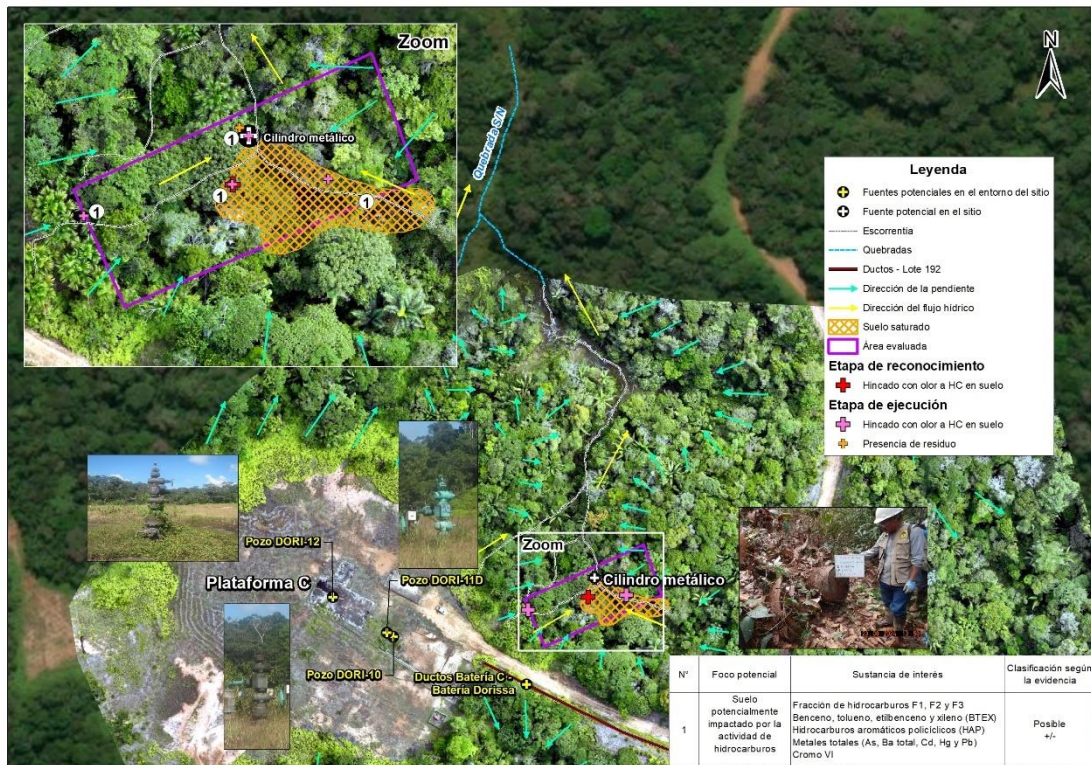 Zoom
N
1
Cilindro metálico
1
1
1
Quebrada S/N
Leyenda
Fuentes potenciales en el entorno del sitio
Fuente potencial en el sitio
Escorrentia
Quebradas
Ductos - Lote 192
Dirección de la pendiente
Dirección del flujo hídrico
Suelo saturado
Área evaluada
Etapa de reconocimiento
Hincado con olor a HC en suelo
Etapa de ejecución
Hincado con olor a HC en suelo
Presencia de residuo
Pozo DORI-12
Plataforma C
Pozo DORI-11D
Pozo DORI-10
Zoom
Cilindro metálico
Ductos Batería C -
Batería Dorissa
N° Foco potencial Sustancia de interés Clasificación según la evidencia
1
Suelo
potencialmente
impactado por la
actividad de
hidrocarburos
Fracción de hidrocarburos F1, F2 y F3
Benceno, tolueno, etilbenceno y xileno (BTEX)
Hidrocarburos aromáticos policíclicos (HAP)
Metales totales (As, Ba total, Cd, Hg y Pb)
Cromo VI
Posible
+/-